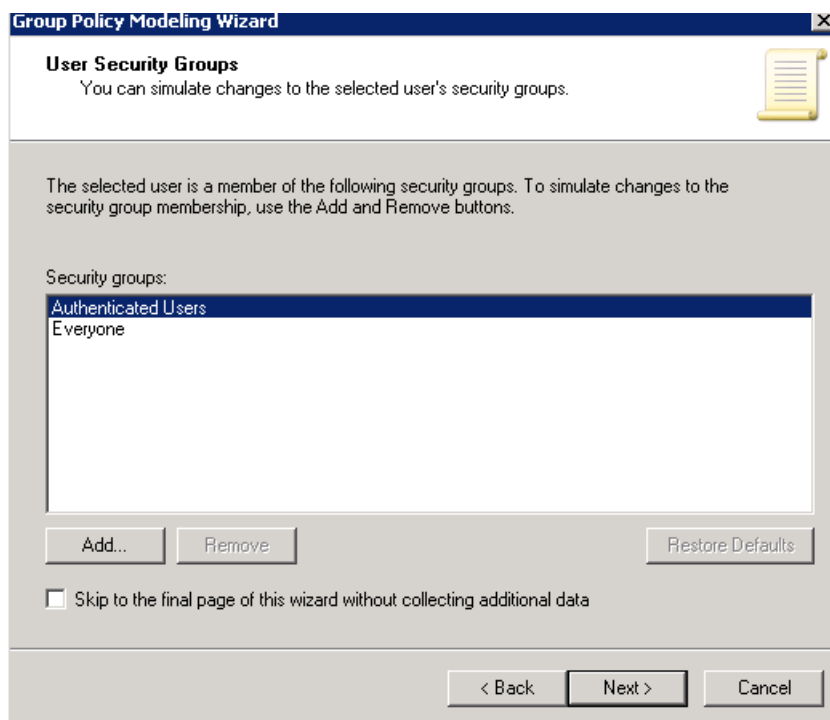 Group Policy Modeling Wizard
User Security Groups
You can simulate changes to the selected user's security groups.
The selected user is a member of the following security groups. To simulate changes to the
security group membership, use the Add and Remove buttons.
Security groups:
Authenticated Users
Everyone
Add... Remove Restore Defaults
Skip to the final page of this wizard without collecting additional data
< Back Next > Cancel